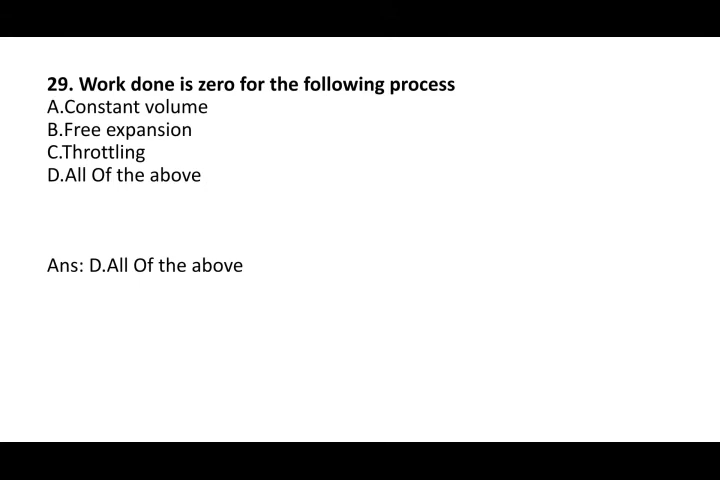 29. Work done is zero for the following process
A.Constant volume
B.Free expansion
C.Throttling
D.All Of the above
Ans: D.All Of the above